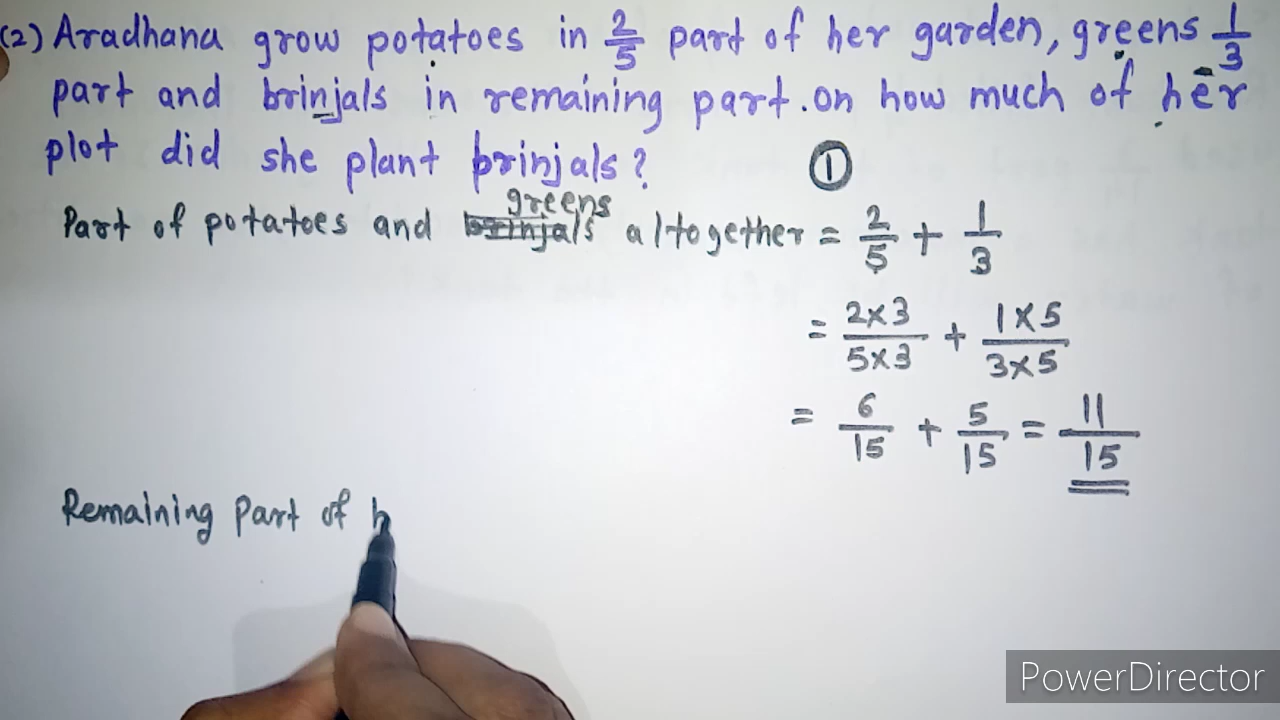 (2) Aradhana grow potatoes in 2/5 part of her garden, greens 1/3
part and brinjals in remaining part. on how much of her
plot did she plant brinjals? ①
greens
Part of potatoes and brinjals altogether = 2/5 + 1/3
= 2×3/5×3 + 1×5/3×5
= 6/15 + 5/15 = 11/15
Remaining Part of b
PowerDirector